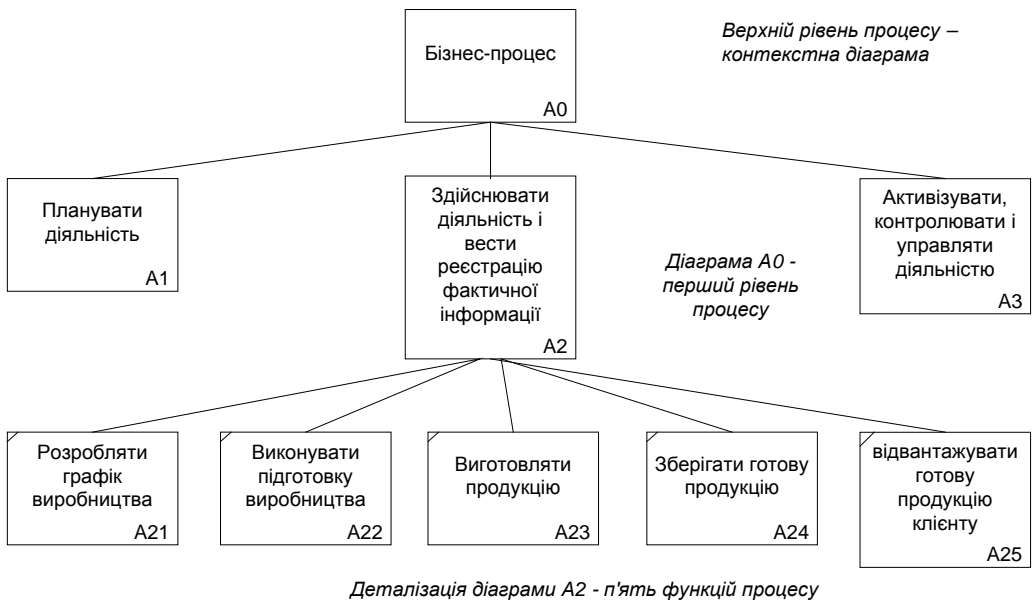 Бізнес-процес
A0
Верхній рівень процесу –
контекстна діаграма
Планувати
діяльність
A1
Здійснювати
діяльність і
вести
реєстрацію
фактичної
інформації
A2
Діаграма A0 -
перший рівень
процесу
Активізувати,
контролювати і
управляти
діяльністю
A3
Розробляти
графік
виробництва
A21
Виконувати
підготовку
виробництва
A22
Виготовляти
продукцію
A23
Зберігати готову
продукцію
A24
відвантажувати
готову
продукцію
клієнту
A25
Деталізація діаграми A2 - п'ять функцій процесу